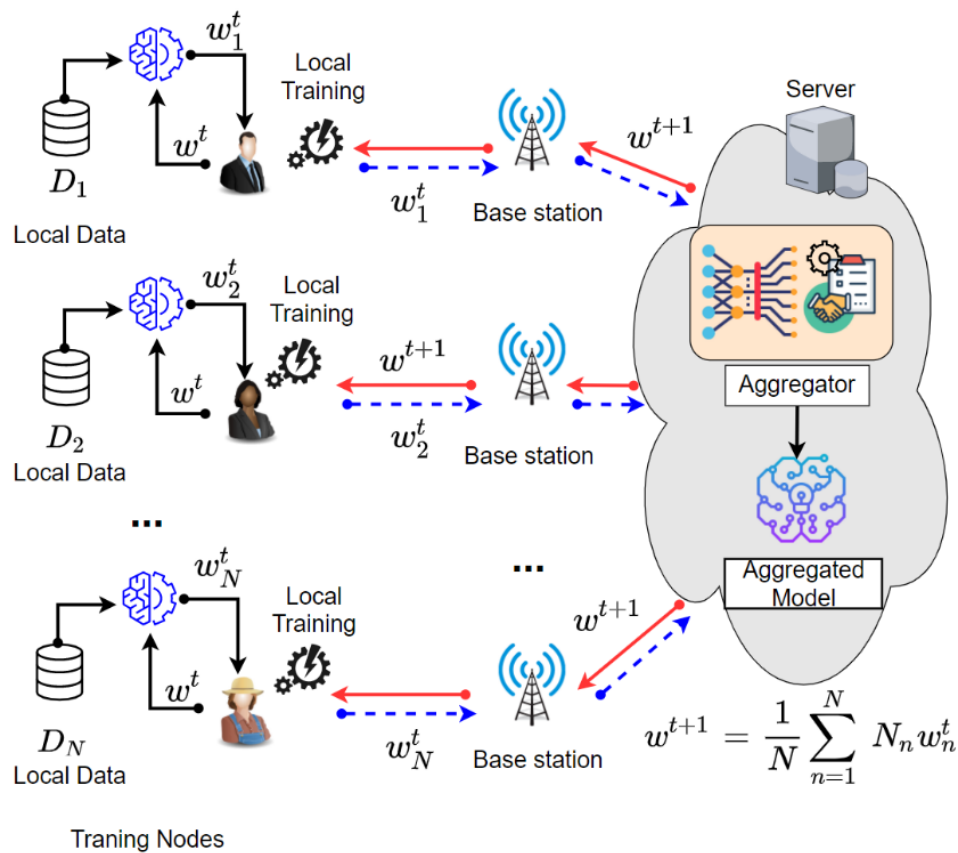 w_1^t
Local
Training
Server
w^t
w^{t+1}
D_1
w_1^t
Base station
Local Data
w_2^t
Local
Training
w^{t+1}
w^t
Aggregator
D_2
w_2^t
Base station
Local Data
...
...
w_N^t
Local
Training
Aggregated
Model
w^{t+1}
w^t
D_N
w_N^t
Base station
w^{t+1} = \frac{1}{N} \sum_{n=1}^{N} N_n w_n^t
Local Data
Traning Nodes